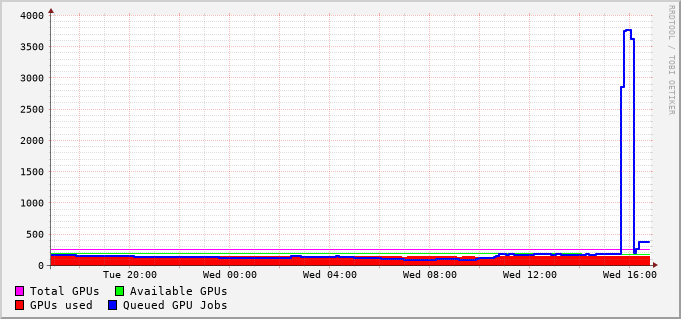 4000
3500
3000
2500
2000
1500
1000
500
0
Tue 20:00 Wed 00:00 Wed 04:00 Wed 08:00 Wed 12:00 Wed 16:00
Total GPUs Available GPUs
GPUs used Queued GPU Jobs
RRDTOOL / TOBI OETIKER